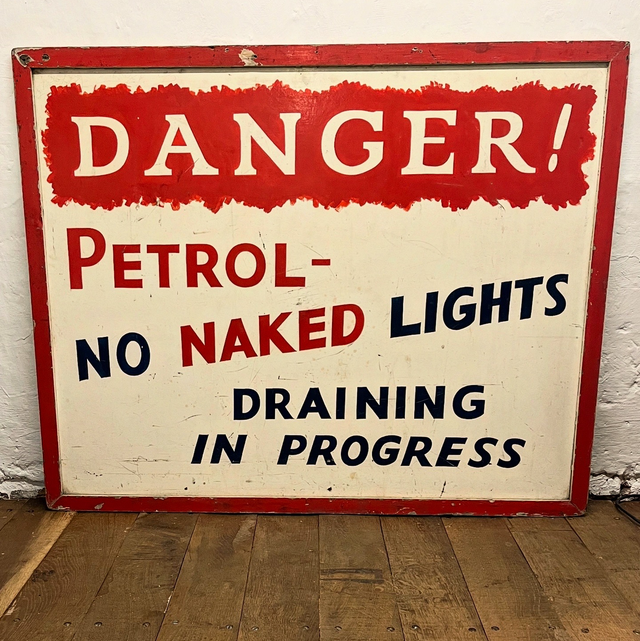 DANGER!
PETROL-
NO NAKED LIGHTS
DRAINING
IN PROGRESS